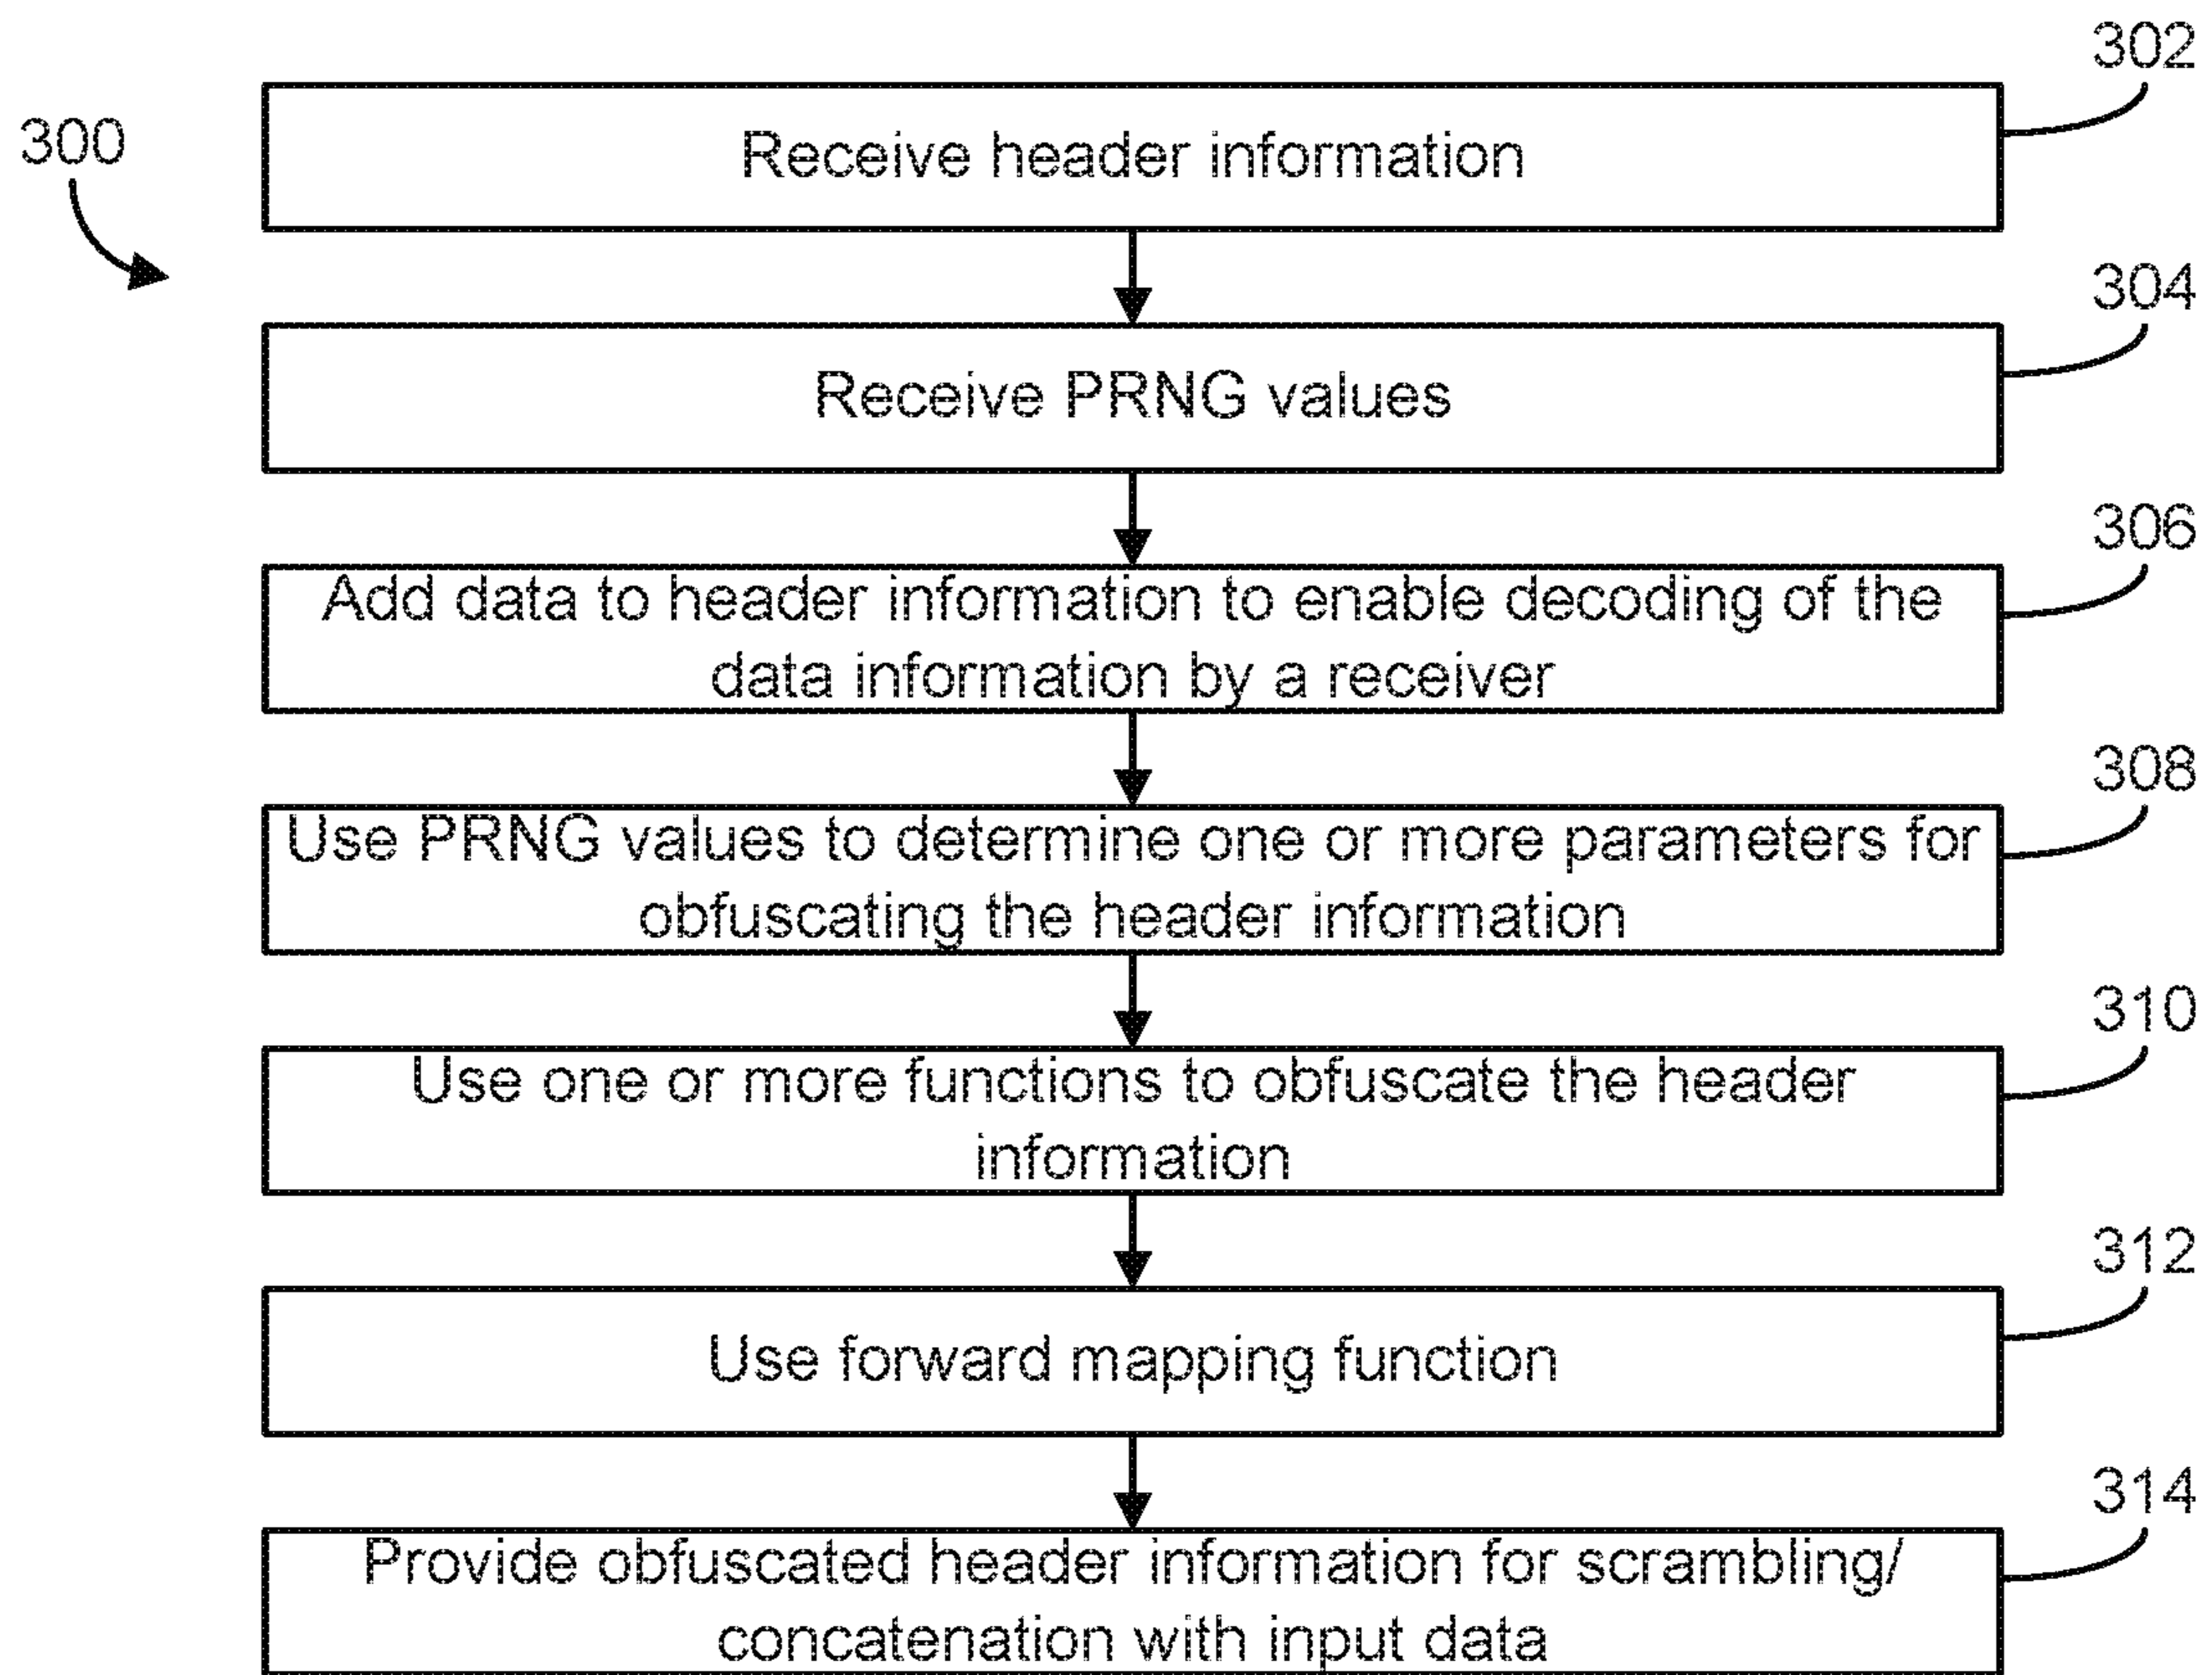 302
300
Receive header information
304
Receive PRNG values
306
Add data to header information to enable decoding of the
data information by a receiver
308
Use PRNG values to determine one or more parameters for
obfuscating the header information
310
Use one or more functions to obfuscate the header
information
312
Use forward mapping function
314
Provide obfuscated header information for scrambling/
concatenation with input data